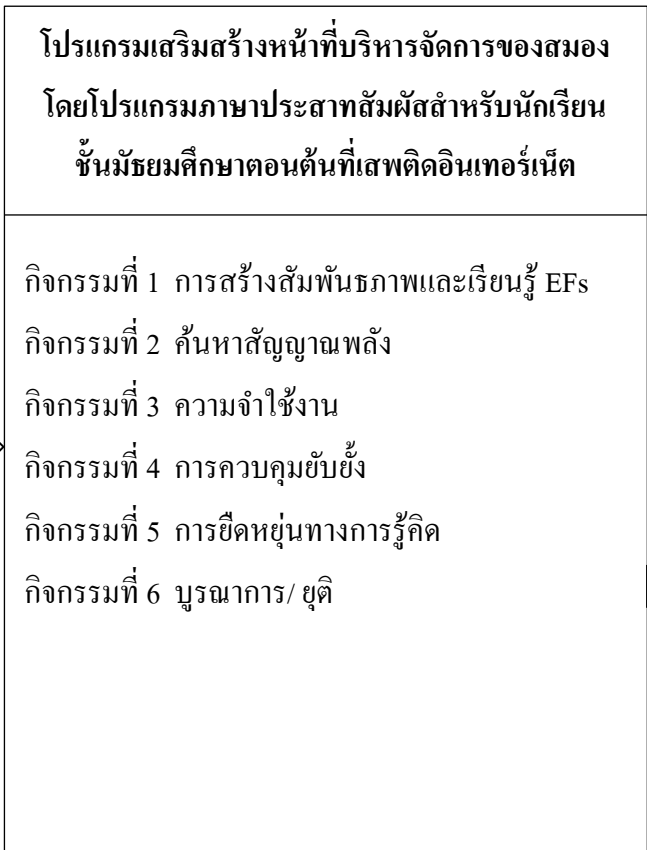 โปรแกรมเสริมสร้างหน้าที่บริหารจัดการของสมอง
โดยโปรแกรมภาษาประสาทสัมผัสสำหรับนักเรียน
ชั้นมัธยมศึกษาตอนต้นที่เสพติดอินเทอร์เน็ต
กิจกรรมที่ 1 การสร้างสัมพันธภาพและเรียนรู้ EFs
กิจกรรมที่ 2 ค้นหาสัญญาณพลัง
กิจกรรมที่ 3 ความจำใช้งาน
กิจกรรมที่ 4 การควบคุมยับยั้ง
กิจกรรมที่ 5 การยืดหยุ่นทางการรู้คิด
กิจกรรมที่ 6 บูรณาการ/ ยุติ